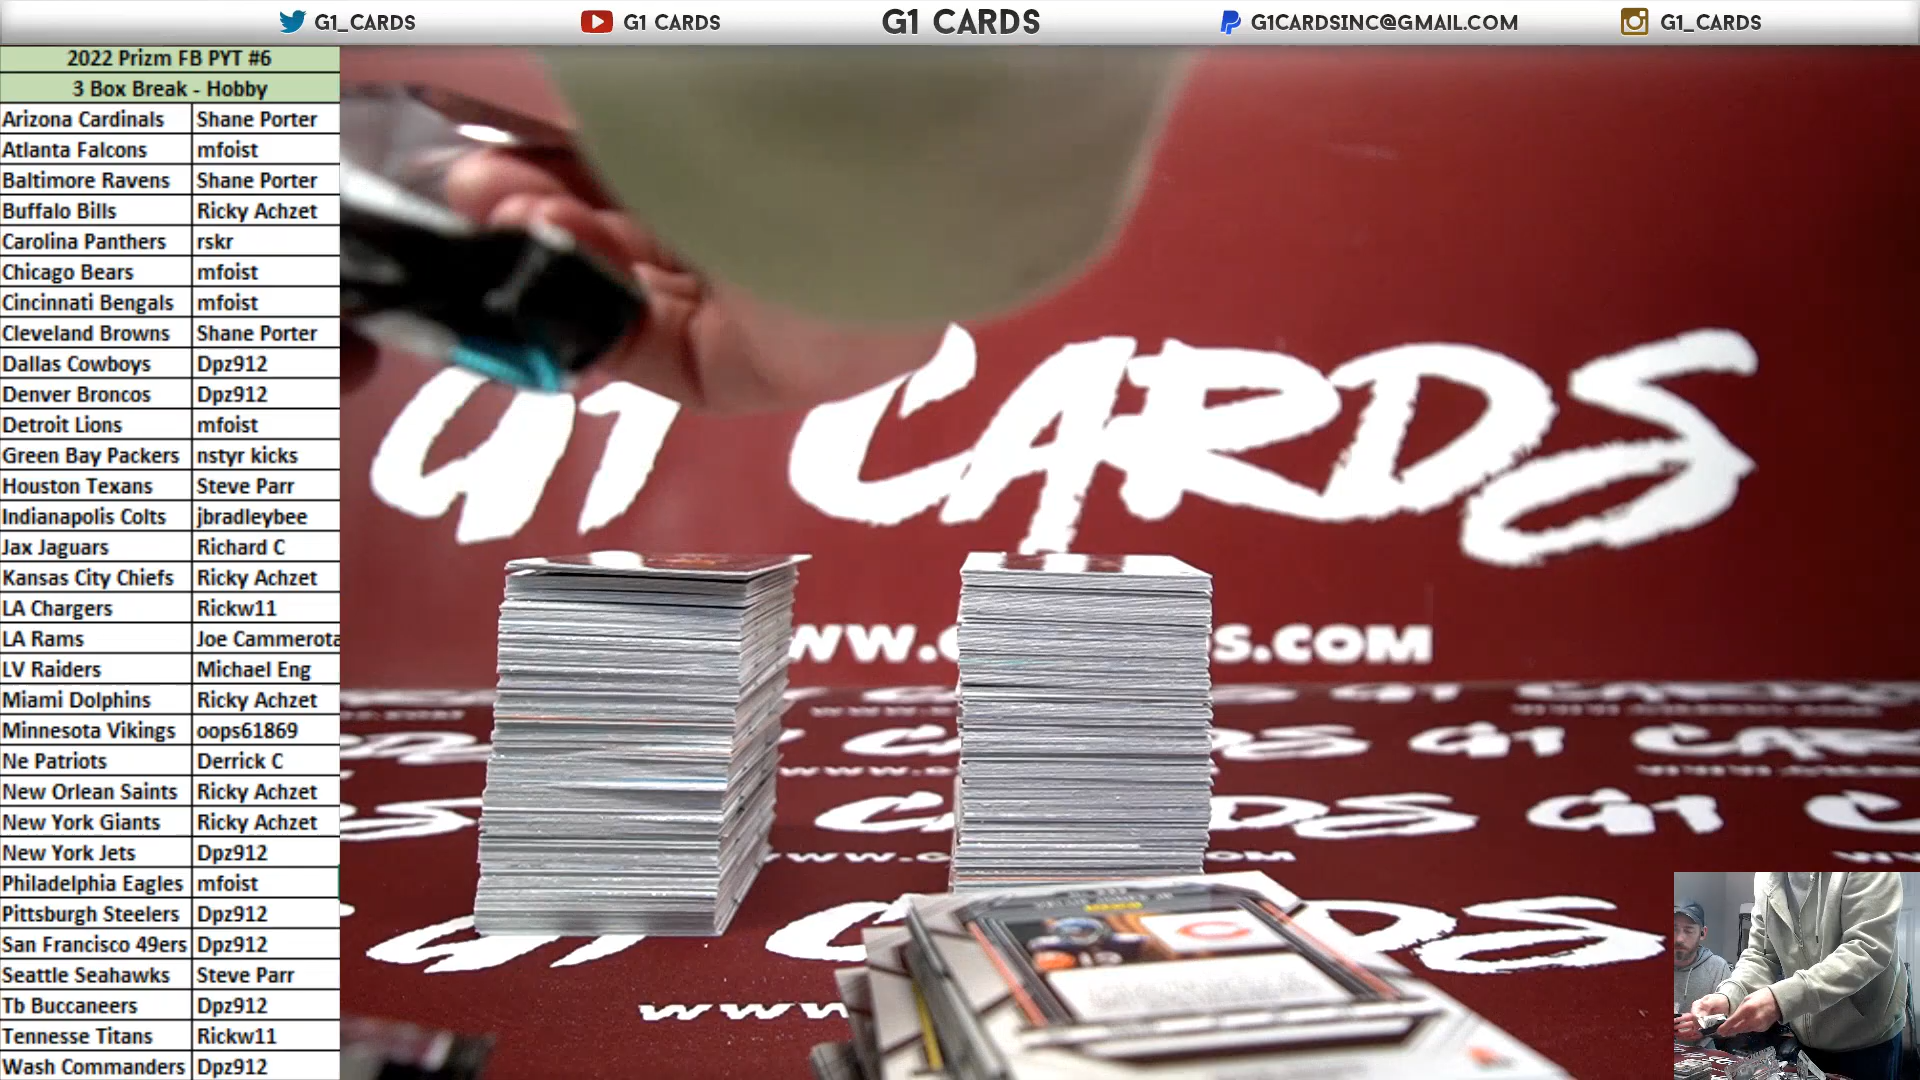 G1_CARDS G1 CARDS G1 CARDS G1CARDSINC@GMAIL.COM G1_CARDS
2022 Prizm FB PYT #6
3 Box Break - Hobby
Arizona Cardinals Shane Porter
Atlanta Falcons mfoist
Baltimore Ravens Shane Porter
Buffalo Bills Ricky Achzet
Carolina Panthers rskr
Chicago Bears mfoist
Cincinnati Bengals mfoist
Cleveland Browns Shane Porter
Dallas Cowboys Dpz912
Denver Broncos Dpz912
Detroit Lions mfoist
Green Bay Packers nstyr kicks
Houston Texans Steve Parr
Indianapolis Colts jbradleybee
Jax Jaguars Richard C
Kansas City Chiefs Ricky Achzet
LA Chargers Rickw11
LA Rams Joe Cammerota
LV Raiders Michael Eng
Miami Dolphins Ricky Achzet
Minnesota Vikings oops61869
Ne Patriots Derrick C
New Orlean Saints Ricky Achzet
New York Giants Ricky Achzet
New York Jets Dpz912
Philadelphia Eagles mfoist
Pittsburgh Steelers Dpz912
San Francisco 49ers Dpz912
Seattle Seahawks Steve Parr
Tb Buccaneers Dpz912
Tennesse Titans Rickw11
Wash Commanders Dpz912
G1 CARDS
G1 CARDS
www